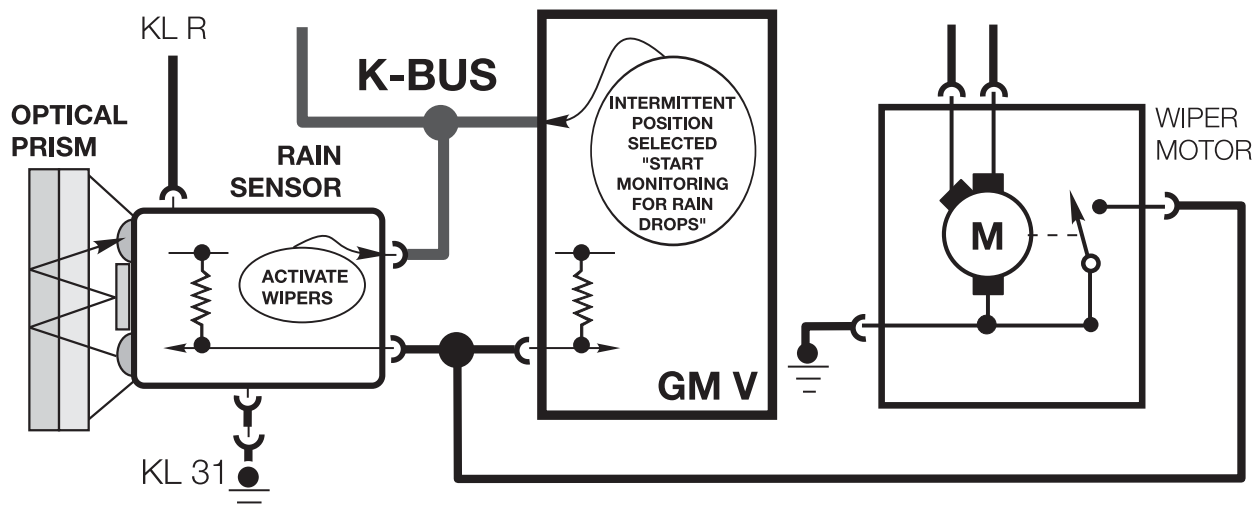 KL R
K-BUS
OPTICAL
PRISM
RAIN
SENSOR
INTERMITTENT
POSITION
SELECTED
"START
MONITORING
FOR RAIN
DROPS"
WIPER
MOTOR
ACTIVATE
WIPERS
M
GM V
KL 31